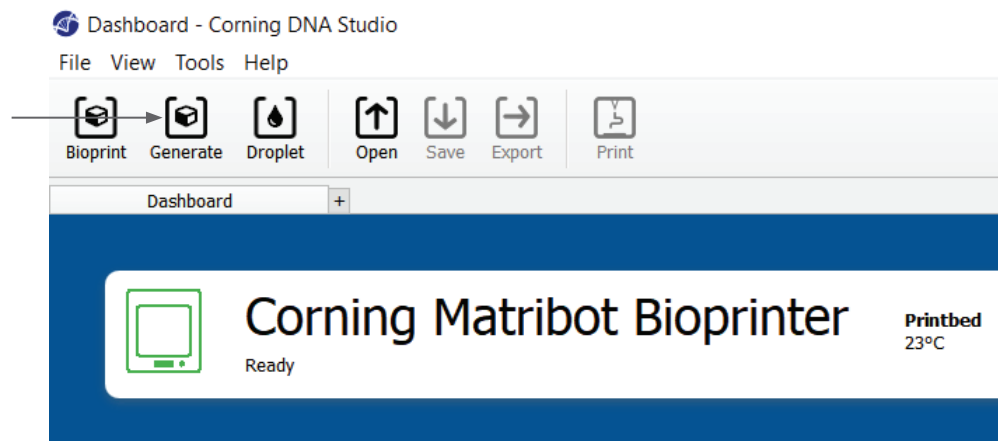 Dashboard - Corning DNA Studio
File View Tools Help
Bioprint Generate Droplet Open Save Export Print
Dashboard +
Corning Matribot Bioprinter
Ready
Printbed
23°C